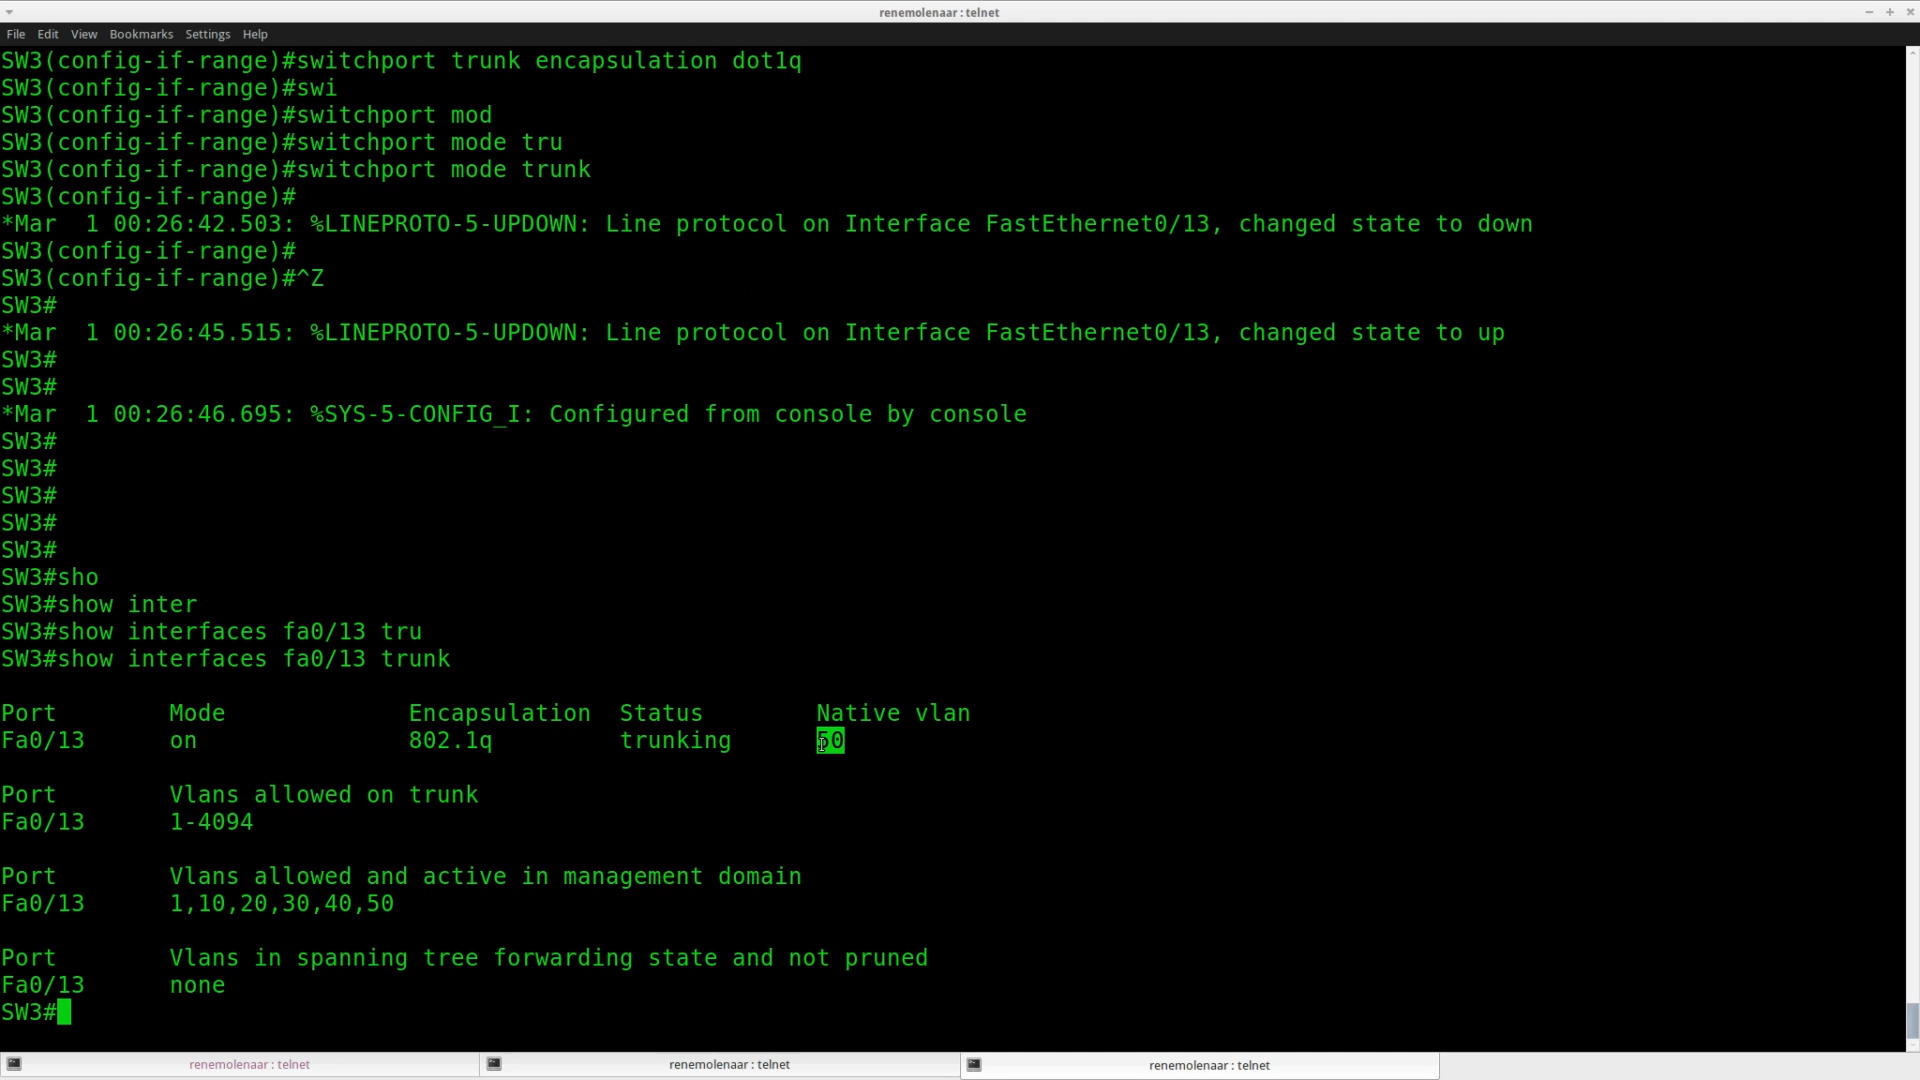 renemolenaar : telnet
File Edit View Bookmarks Settings Help
SW3(config-if-range)#switchport trunk encapsulation dot1q
SW3(config-if-range)#swi
SW3(config-if-range)#switchport mod
SW3(config-if-range)#switchport mode tru
SW3(config-if-range)#switchport mode trunk
SW3(config-if-range)#
*Mar  1 00:26:42.503: %LINEPROTO-5-UPDOWN: Line protocol on Interface FastEthernet0/13, changed state to down
SW3(config-if-range)#
SW3(config-if-range)#^Z
SW3#
*Mar  1 00:26:45.515: %LINEPROTO-5-UPDOWN: Line protocol on Interface FastEthernet0/13, changed state to up
SW3#
SW3#
*Mar  1 00:26:46.695: %SYS-5-CONFIG_I: Configured from console by console
SW3#
SW3#
SW3#
SW3#
SW3#
SW3#sho
SW3#show inter
SW3#show interfaces fa0/13 tru
SW3#show interfaces fa0/13 trunk
Port        Mode             Encapsulation  Status        Native vlan
Fa0/13      on               802.1q         trunking      50
Port        Vlans allowed on trunk
Fa0/13      1-4094
Port        Vlans allowed and active in management domain
Fa0/13      1,10,20,30,40,50
Port        Vlans in spanning tree forwarding state and not pruned
Fa0/13      none
SW3#
renemolenaar : telnet
renemolenaar : telnet
renemolenaar : telnet